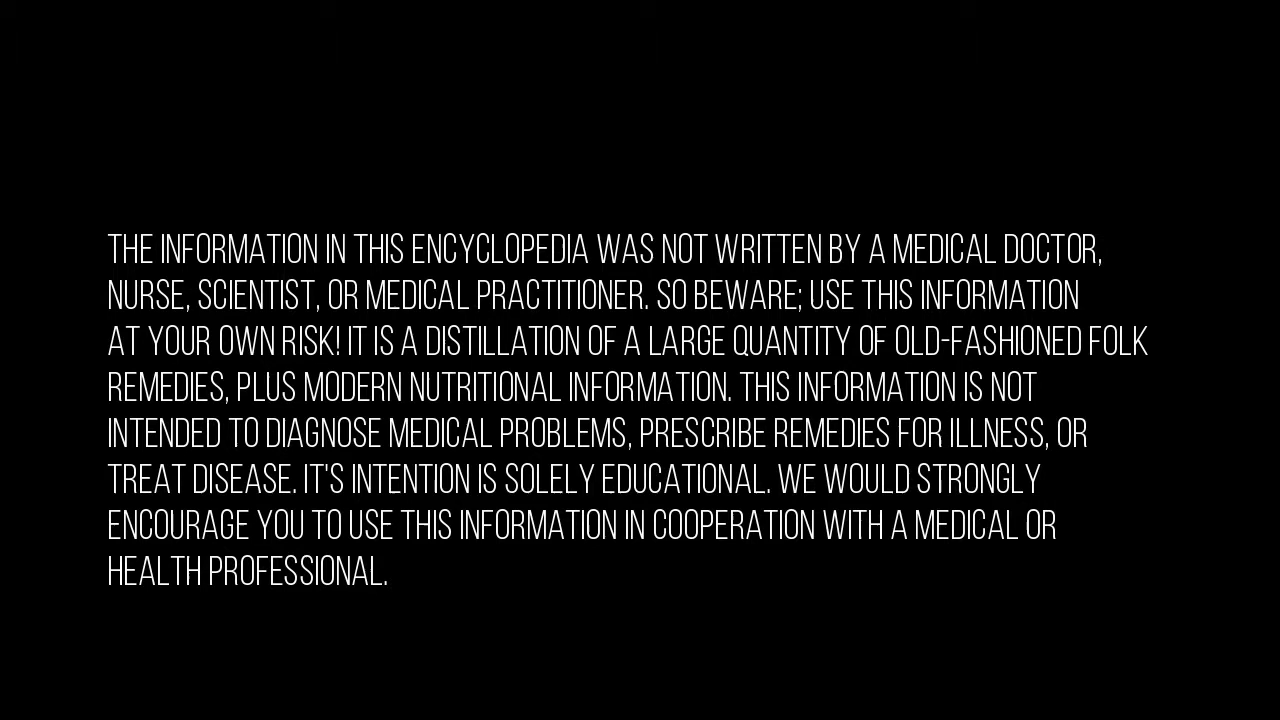 THE INFORMATION IN THIS ENCYCLOPEDIA WAS NOT WRITTEN BY A MEDICAL DOCTOR,
NURSE, SCIENTIST, OR MEDICAL PRACTITIONER. SO BEWARE; USE THIS INFORMATION
AT YOUR OWN RISK! IT IS A DISTILLATION OF A LARGE QUANTITY OF OLD-FASHIONED FOLK
REMEDIES, PLUS MODERN NUTRITIONAL INFORMATION. THIS INFORMATION IS NOT
INTENDED TO DIAGNOSE MEDICAL PROBLEMS, PRESCRIBE REMEDIES FOR ILLNESS, OR
TREAT DISEASE. IT'S INTENTION IS SOLELY EDUCATIONAL. WE WOULD STRONGLY
ENCOURAGE YOU TO USE THIS INFORMATION IN COOPERATION WITH A MEDICAL OR
HEALTH PROFESSIONAL.